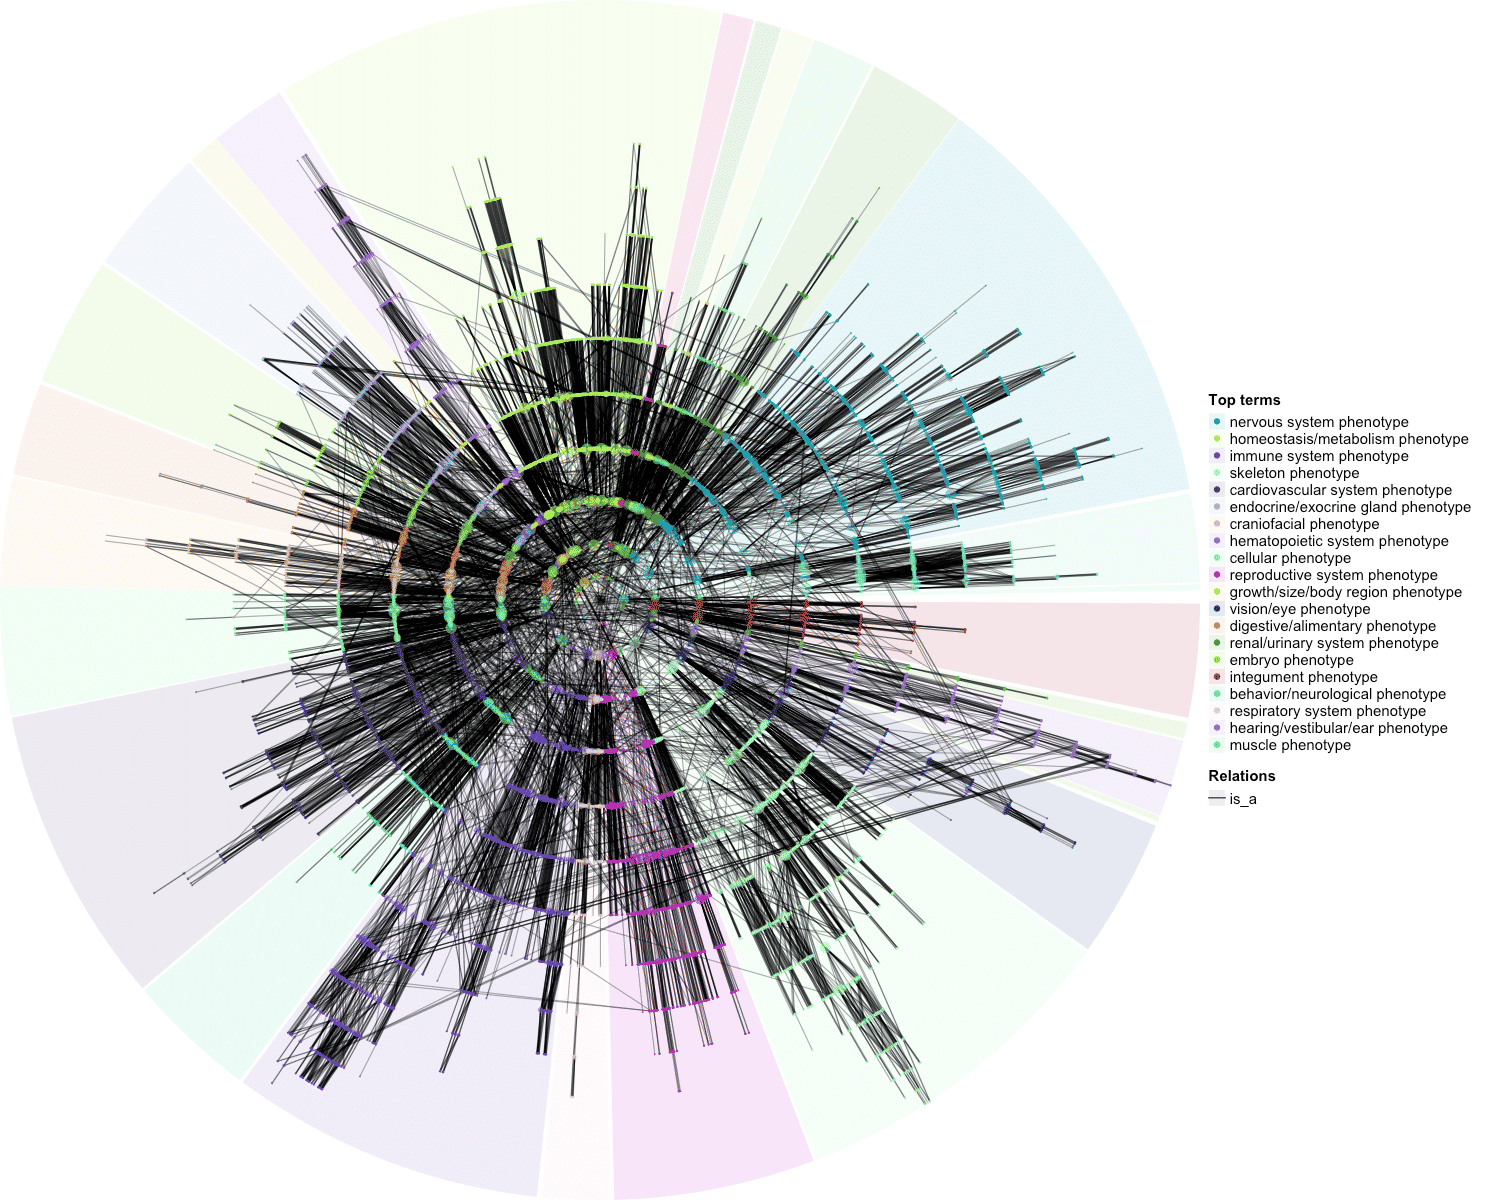 Top terms
nervous system phenotype
homeostasis/metabolism phenotype
immune system phenotype
skeleton phenotype
cardiovascular system phenotype
endocrine/exocrine gland phenotype
craniofacial phenotype
hematopoietic system phenotype
cellular phenotype
reproductive system phenotype
growth/size/body region phenotype
vision/eye phenotype
digestive/alimentary phenotype
renal/urinary system phenotype
embryo phenotype
integument phenotype
behavior/neurological phenotype
respiratory system phenotype
hearing/vestibular/ear phenotype
muscle phenotype
Relations
is_a